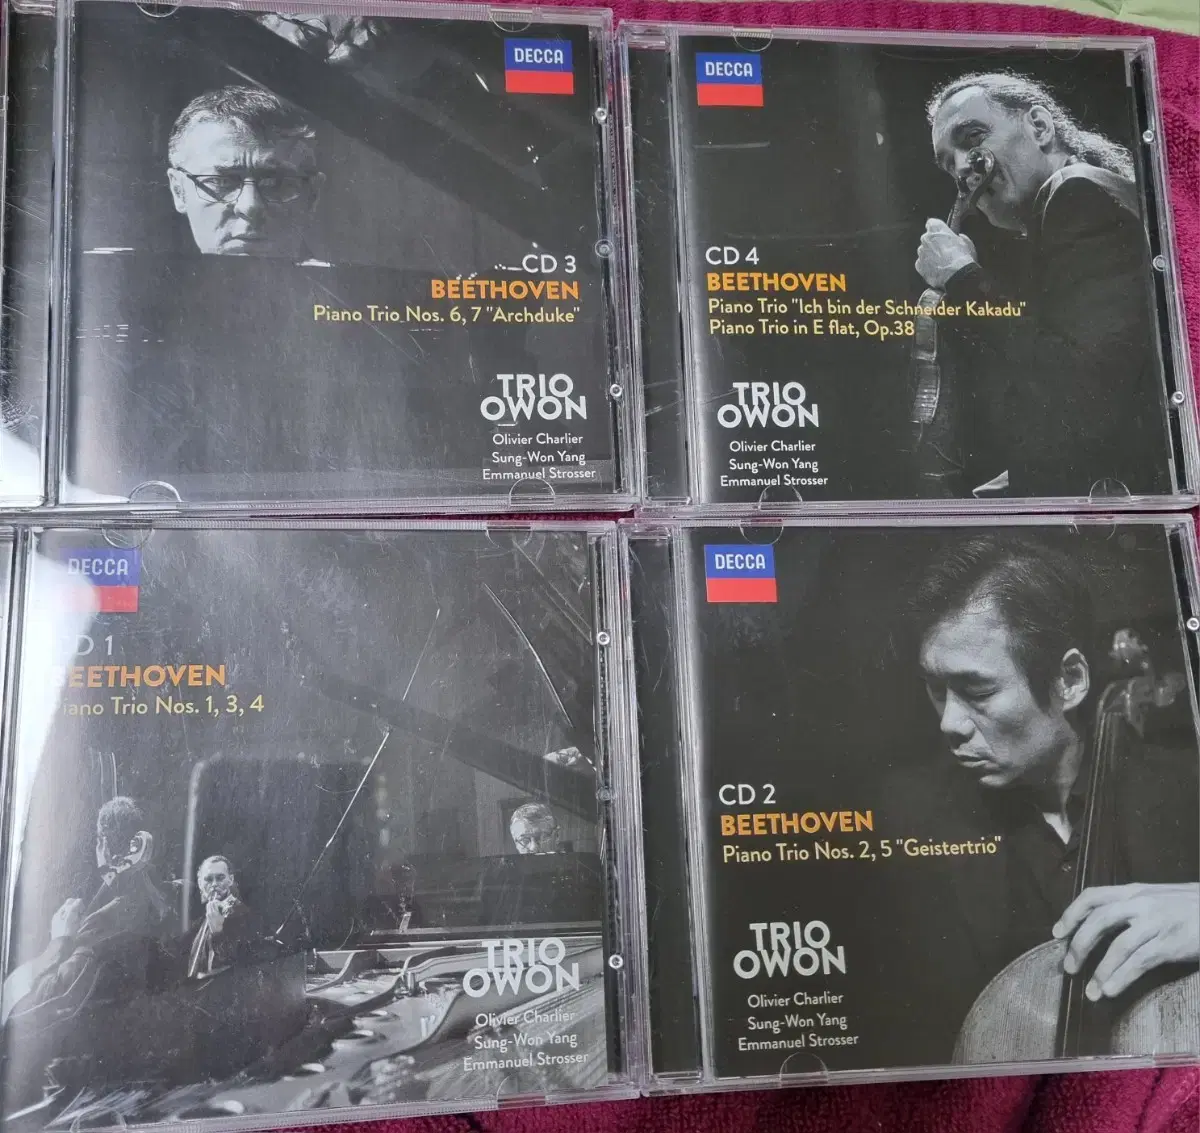 DECCA
CD 3
BEETHOVEN
Piano Trio Nos. 6, 7 "Archduke"
TRIO
OWON
Olivier Charlier
Sung-Won Yang
Emmanuel Strosser
DECCA
CD 4
BEETHOVEN
Piano Trio "Ich bin der Schneider Kakadu"
Piano Trio in E flat, Op.38
TRIO
OWON
Olivier Charlier
Sung-Won Yang
Emmanuel Strosser
DECCA
CD 1
BEETHOVEN
Piano Trio Nos. 1, 3, 4
TRIO
OWON
Olivier Charlier
Sung-Won Yang
Emmanuel Strosser
DECCA
CD 2
BEETHOVEN
Piano Trio Nos. 2, 5 "Geistertrio"
TRIO
OWON
Olivier Charlier
Sung-Won Yang
Emmanuel Strosser